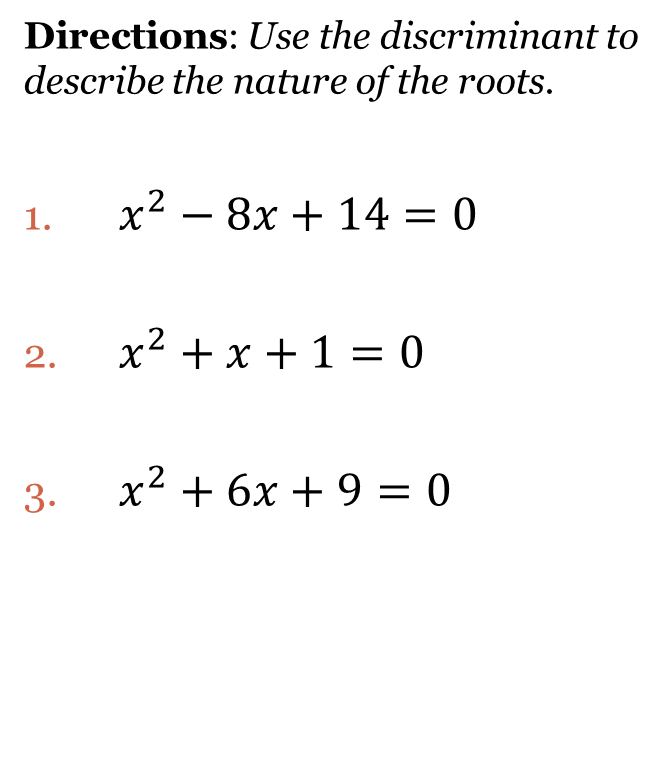 Directions: Use the discriminant to
describe the nature of the roots.
1. x² − 8x + 14 = 0
2. x² + x + 1 = 0
3. x² + 6x + 9 = 0